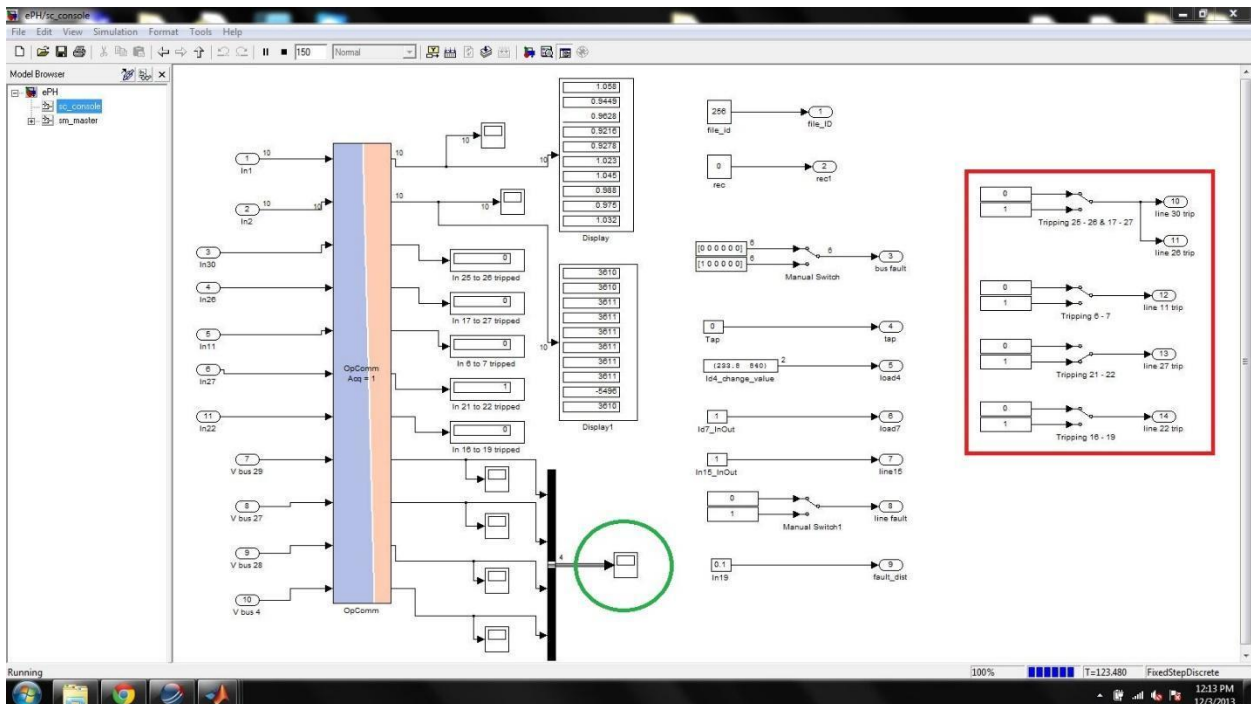 ePH/sc_console
File Edit View Simulation Format Tools Help
150 Normal
Model Browser
ePH
sc_console
sm_master
1
In1
10
10
10
10
2
In2
10
10
10
10
3
In30
4
In26
5
In11
6
In27
11
In22
7
V bus 29
8
V bus 27
9
V bus 28
10
V bus 4
OpComm
Acq = 1
OpComm
0
ln 25 to 26 tripped
0
ln 17 to 27 tripped
0
ln 6 to 7 tripped
1
ln 21 to 22 tripped
0
ln 16 to 19 tripped
4
1.058
0.9449
0.9628
0.9216
0.9278
1.023
1.045
0.988
0.975
1.032
Display
10
3610
3610
3611
3611
3611
3611
3611
3611
-5496
3610
Display1
256
file_id
1
file_ID
0
rec
2
rec1
[0 0 0 0 0 0]
[1 0 0 0 0 0]
6
6
6
Manual Switch
3
bus fault
0
Tap
4
tap
(233.6 840)
ld4_change_value
2
5
load4
1
ld7_InOut
6
load7
1
ln15_InOut
7
line15
0
1
Manual Switch1
8
line fault
0.1
ln19
9
fault_dist
0
1
Tripping 25 - 26 & 17 - 27
10
line 30 trip
11
line 26 trip
0
1
Tripping 6 - 7
12
line 11 trip
0
1
Tripping 21 - 22
13
line 27 trip
0
1
Tripping 16 - 19
14
line 22 trip
Running
100%
T=123.480
FixedStepDiscrete
12:13 PM
12/3/2013